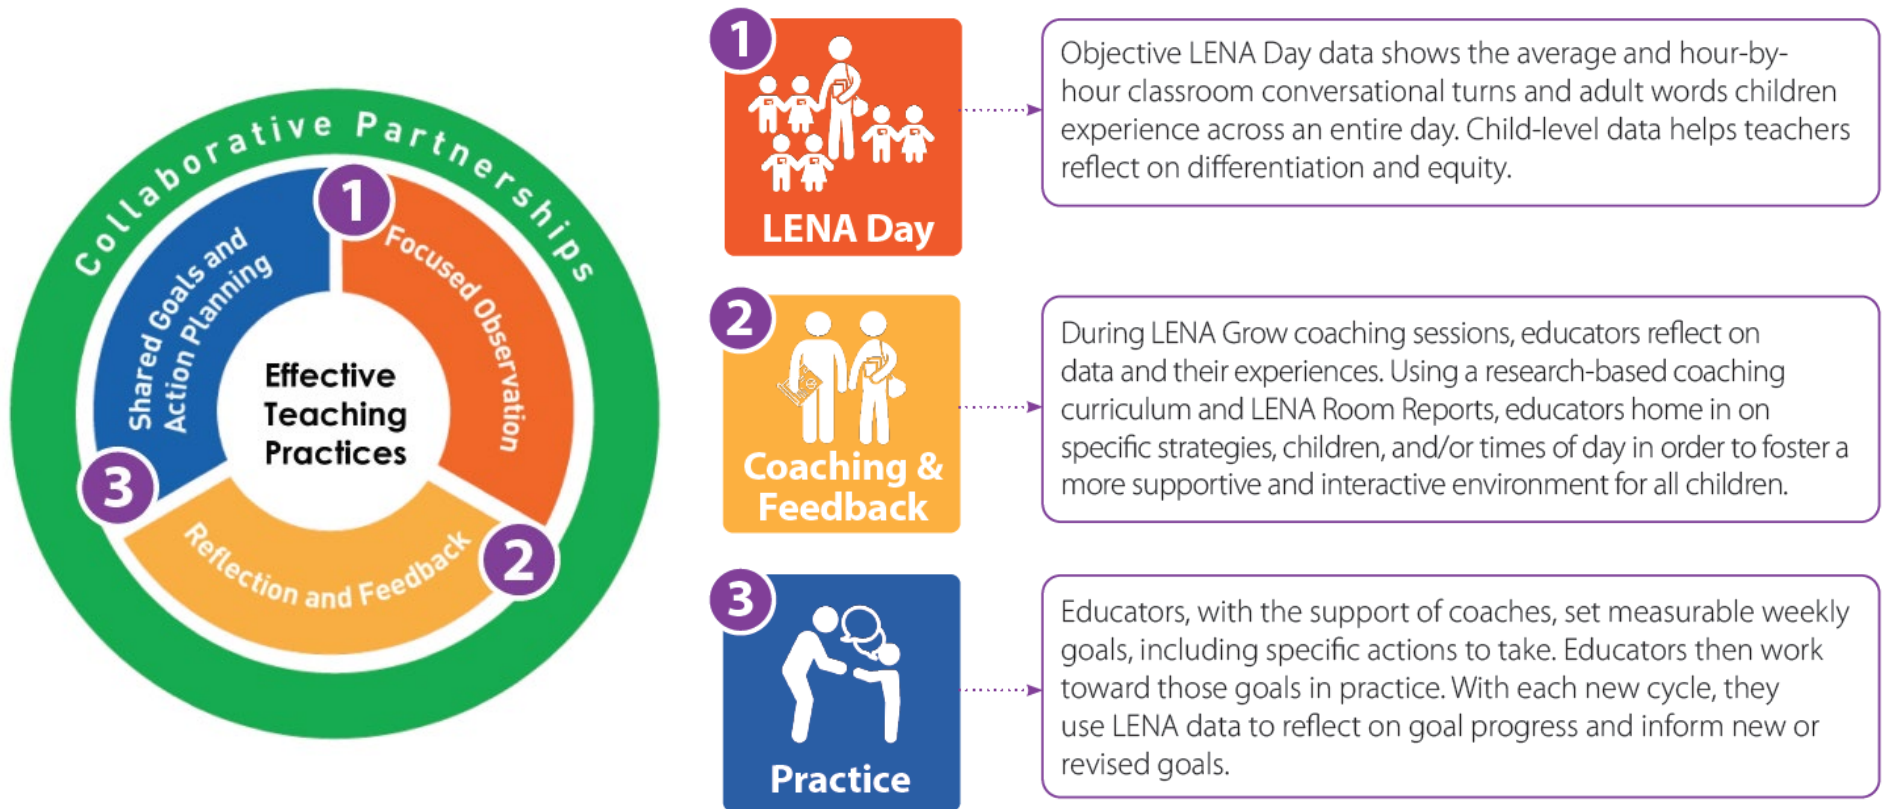 Collaborative Partnerships
1
Focused Observation
2
Reflection and Feedback
3
Shared Goals and
Action Planning
Effective
Teaching
Practices
1
LENA Day
Objective LENA Day data shows the average and hour-by-
hour classroom conversational turns and adult words children
experience across an entire day. Child-level data helps teachers
reflect on differentiation and equity.
2
Coaching &
Feedback
During LENA Grow coaching sessions, educators reflect on
data and their experiences. Using a research-based coaching
curriculum and LENA Room Reports, educators home in on
specific strategies, children, and/or times of day in order to foster a
more supportive and interactive environment for all children.
3
Practice
Educators, with the support of coaches, set measurable weekly
goals, including specific actions to take. Educators then work
toward those goals in practice. With each new cycle, they
use LENA data to reflect on goal progress and inform new or
revised goals.